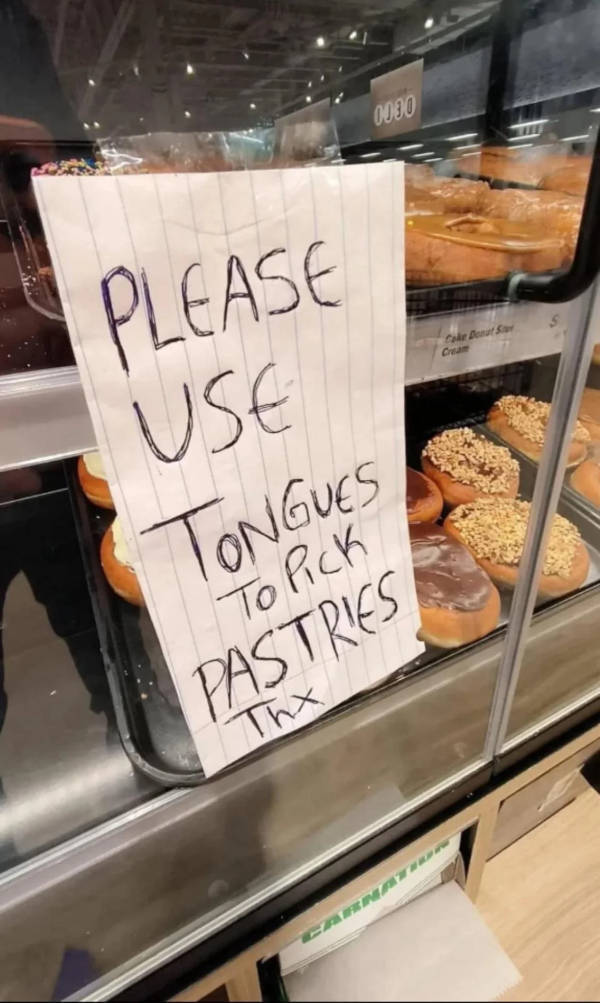 PLEASE
USE
TONGUES
TO PICK
PASTRIES
Thx
Cake Donut Sour
Cream
CARNATION